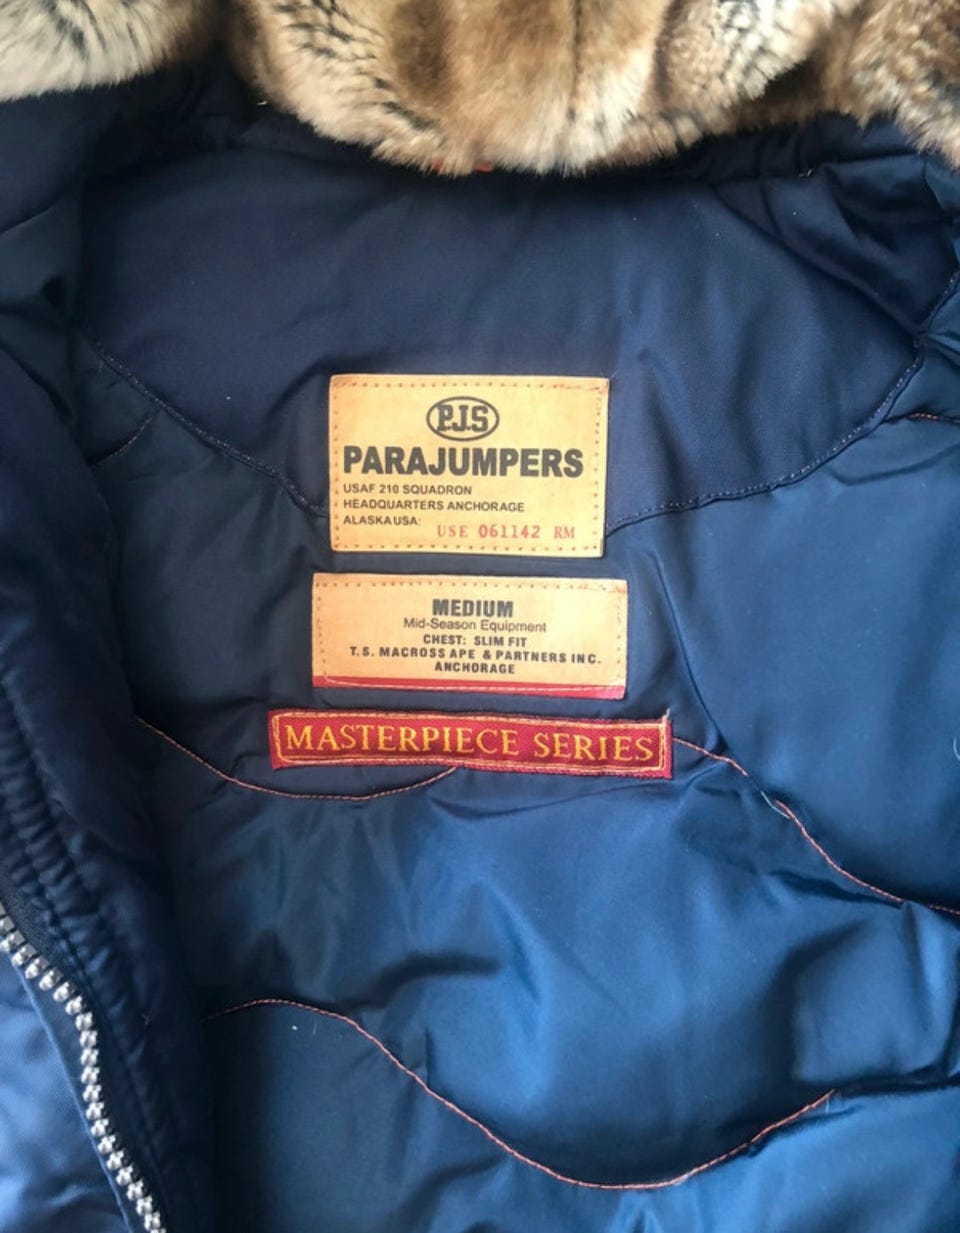 P.J.S
PARAJUMPERS
USAF 210 SQUADRON
HEADQUARTERS ANCHORAGE
ALASKA USA: USE 061142 RM
MEDIUM
Mid-Season Equipment
CHEST: SLIM FIT
T.S. MACROSS APE & PARTNERS INC.
ANCHORAGE
MASTERPIECE SERIES